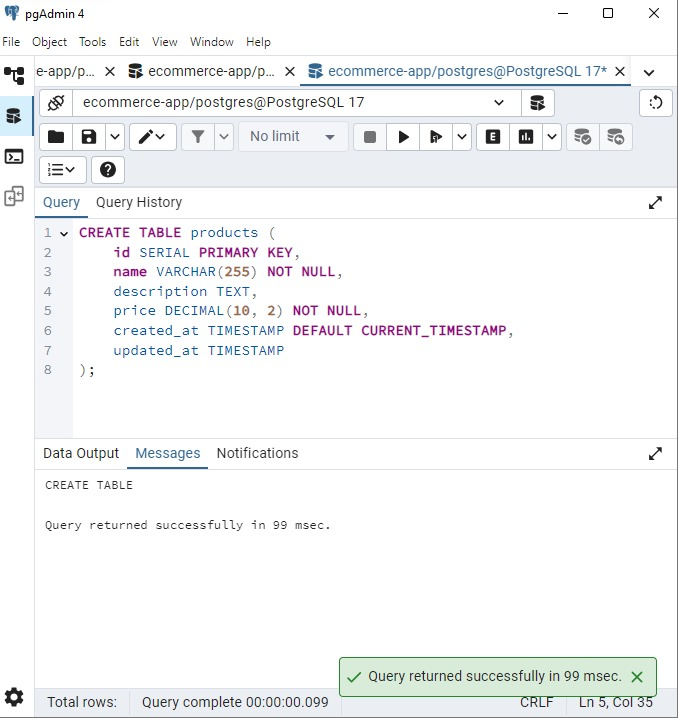 pgAdmin 4
File Object Tools Edit View Window Help
e-app/p... ecommerce-app/p... ecommerce-app/postgres@PostgreSQL 17*
ecommerce-app/postgres@PostgreSQL 17
No limit
E
Query Query History
1 CREATE TABLE products (
2 id SERIAL PRIMARY KEY,
3 name VARCHAR(255) NOT NULL,
4 description TEXT,
5 price DECIMAL(10, 2) NOT NULL,
6 created_at TIMESTAMP DEFAULT CURRENT_TIMESTAMP,
7 updated_at TIMESTAMP
8 );
Data Output Messages Notifications
CREATE TABLE
Query returned successfully in 99 msec.
Query returned successfully in 99 msec.
Total rows: Query complete 00:00:00.099 CRLF Ln 5, Col 35